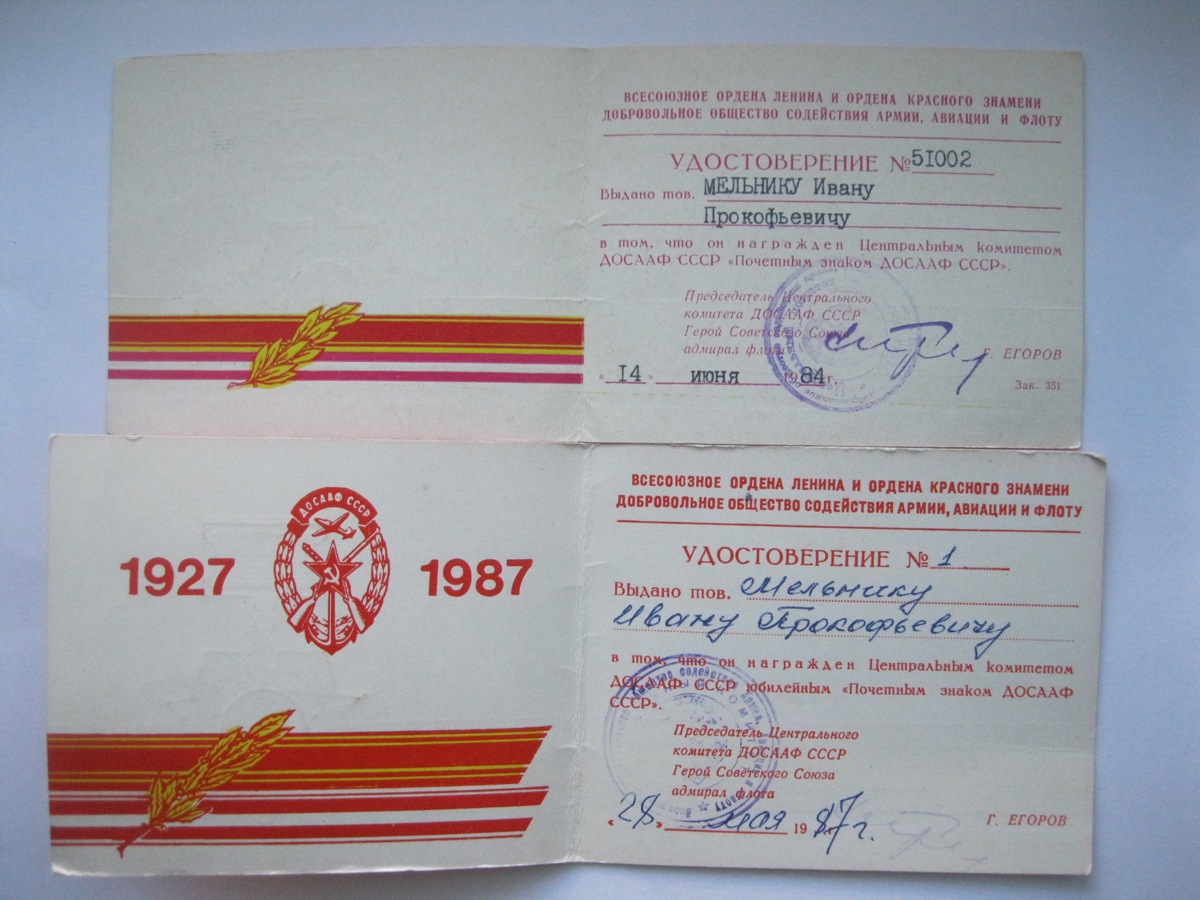 ВСЕСОЮЗНОЕ ОРДЕНА ЛЕНИНА И ОРДЕНА КРАСНОГО ЗНАМЕНИ
ДОБРОВОЛЬНОЕ ОБЩЕСТВО СОДЕЙСТВИЯ АРМИИ, АВИАЦИИ И ФЛОТУ
УДОСТОВЕРЕНИЕ № 5I002
Выдано тов. МЕЛЬНИКУ Ивану
Прокофьевичу
в том, что он награжден Центральным комитетом
ДОСААФ СССР «Почетным знаком ДОСААФ СССР».
Председатель Центрального
комитета ДОСААФ СССР
Герой Советского Союза
адмирал флота
Г. ЕГОРОВ
«I4» июня 1984г.
Зак. 351
ДОСААФ СССР
1927 1987
ВСЕСОЮЗНОЕ ОРДЕНА ЛЕНИНА И ОРДЕНА КРАСНОГО ЗНАМЕНИ
ДОБРОВОЛЬНОЕ ОБЩЕСТВО СОДЕЙСТВИЯ АРМИИ, АВИАЦИИ И ФЛОТУ
УДОСТОВЕРЕНИЕ № 1
Выдано тов. Мельнику
Ивану Прокофьевичу
в том, что он награжден Центральным комитетом
ДОСААФ СССР юбилейным «Почетным знаком ДОСААФ
СССР».
Председатель Центрального
комитета ДОСААФ СССР
Герой Советского Союза
адмирал флота
Г. ЕГОРОВ
«28» мая 1987г.